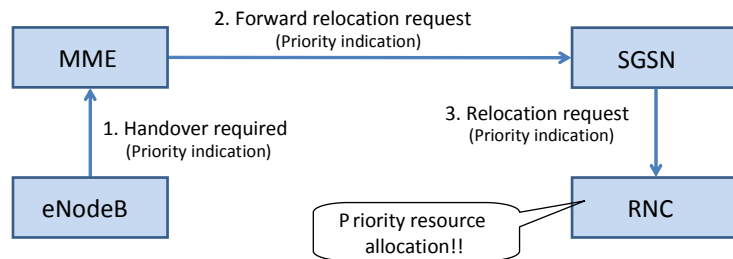 2. Forward relocation request
(Priority indication)
MME
SGSN
1. Handover required
(Priority indication)
3. Relocation request
(Priority indication)
eNodeB
Priority resource
allocation!!
RNC